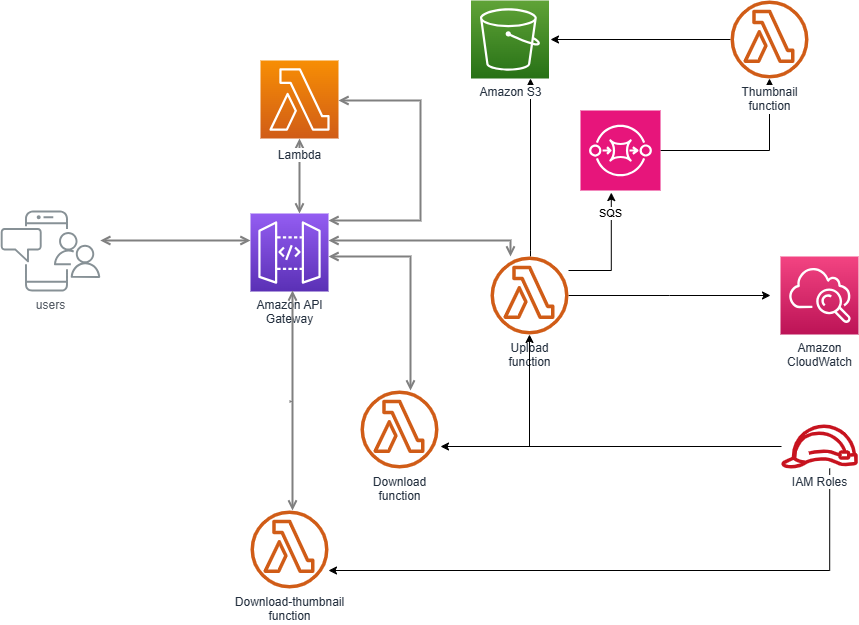 Amazon S3
Thumbnail
function
Lambda
SQS
users
Amazon API
Gateway
Upload
function
Amazon
CloudWatch
Download
function
IAM Roles
Download-thumbnail
function